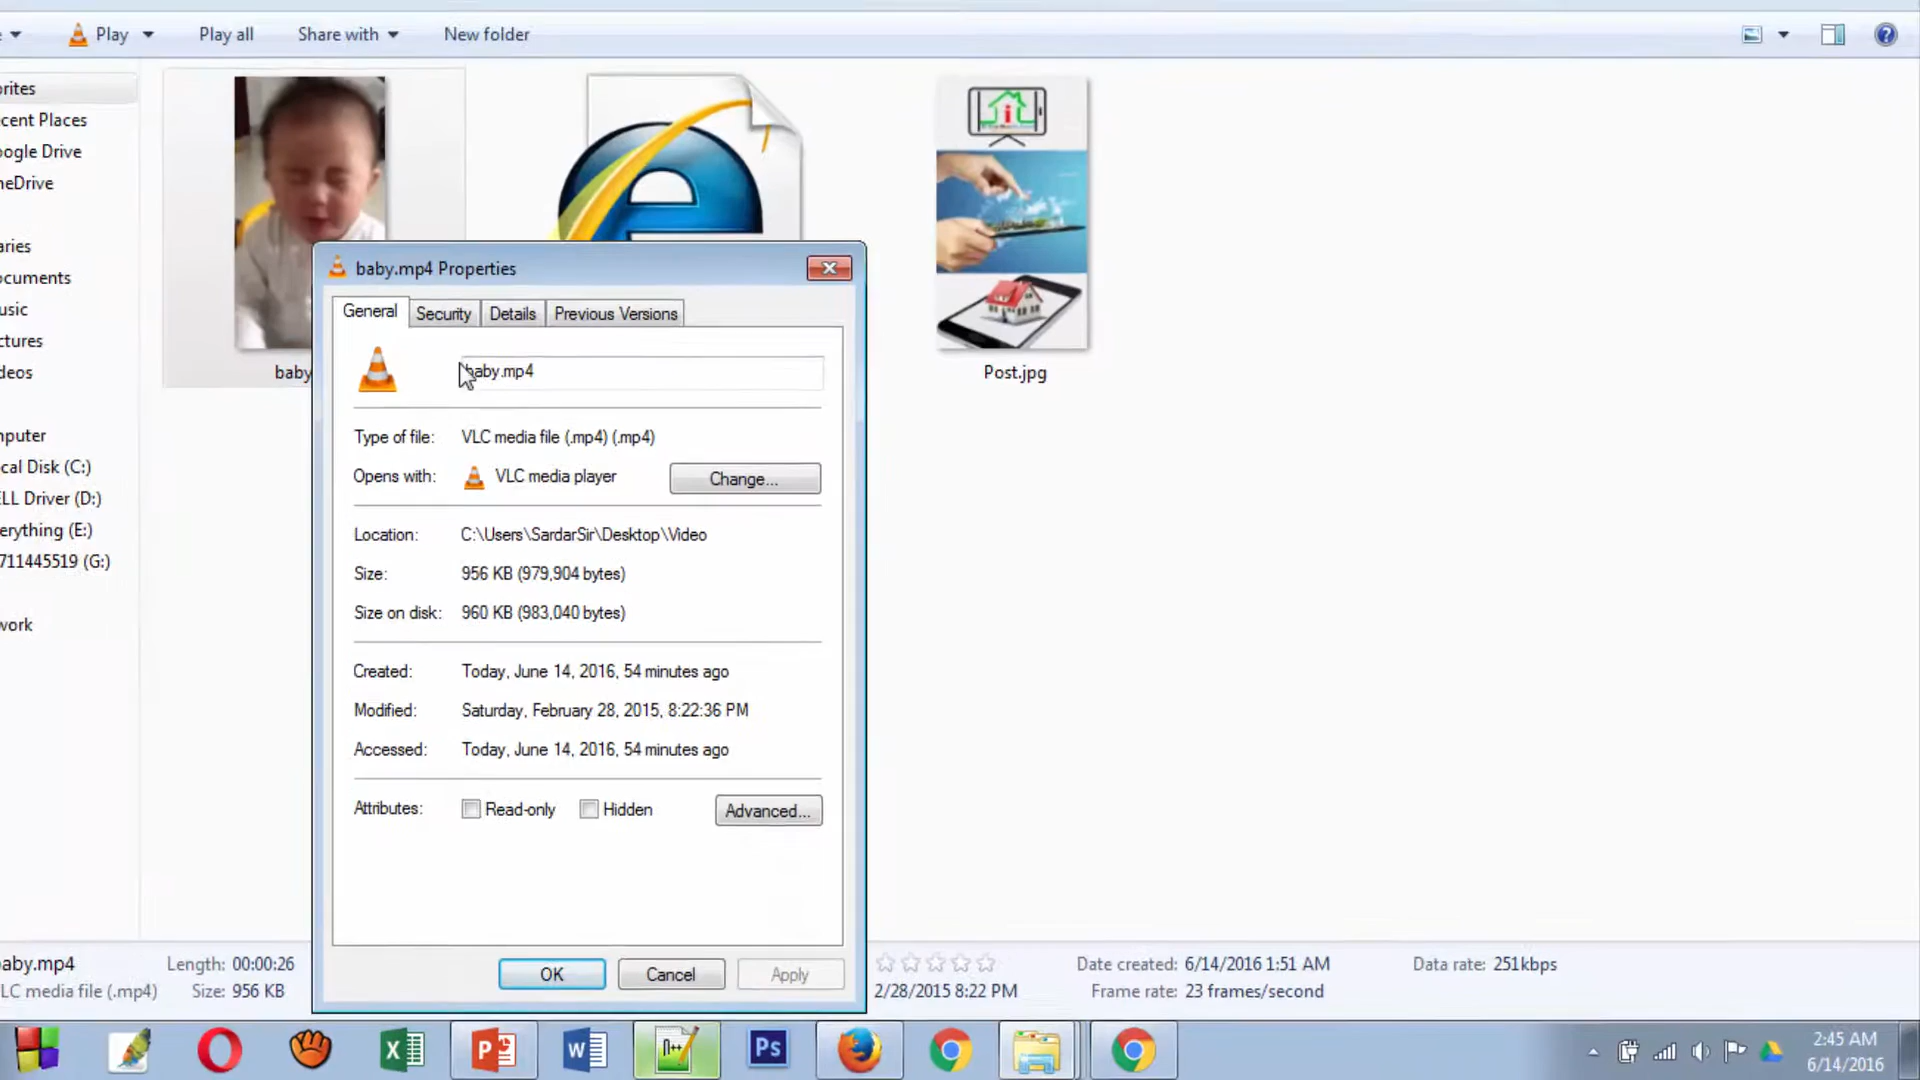 Play
Play all
Share with
New folder
rites
cent Places
ogle Drive
neDrive
aries
ocuments
usic
ctures
deos
mputer
cal Disk (C:)
ELL Driver (D:)
erything (E:)
711445519 (G:)
work
baby
Post.jpg
baby.mp4 Properties
General
Security
Details
Previous Versions
baby.mp4
Type of file: VLC media file (.mp4) (.mp4)
Opens with: VLC media player
Change...
Location: C:\Users\SardarSir\Desktop\Video
Size: 956 KB (979,904 bytes)
Size on disk: 960 KB (983,040 bytes)
Created: Today, June 14, 2016, 54 minutes ago
Modified: Saturday, February 28, 2015, 8:22:36 PM
Accessed: Today, June 14, 2016, 54 minutes ago
Attributes: Read-only Hidden Advanced...
OK Cancel Apply
aby.mp4 Length: 00:00:26
LC media file (.mp4) Size: 956 KB
Date created: 6/14/2016 1:51 AM Data rate: 251kbps
2/28/2015 8:22 PM Frame rate: 23 frames/second
Ps
2:45 AM
6/14/2016